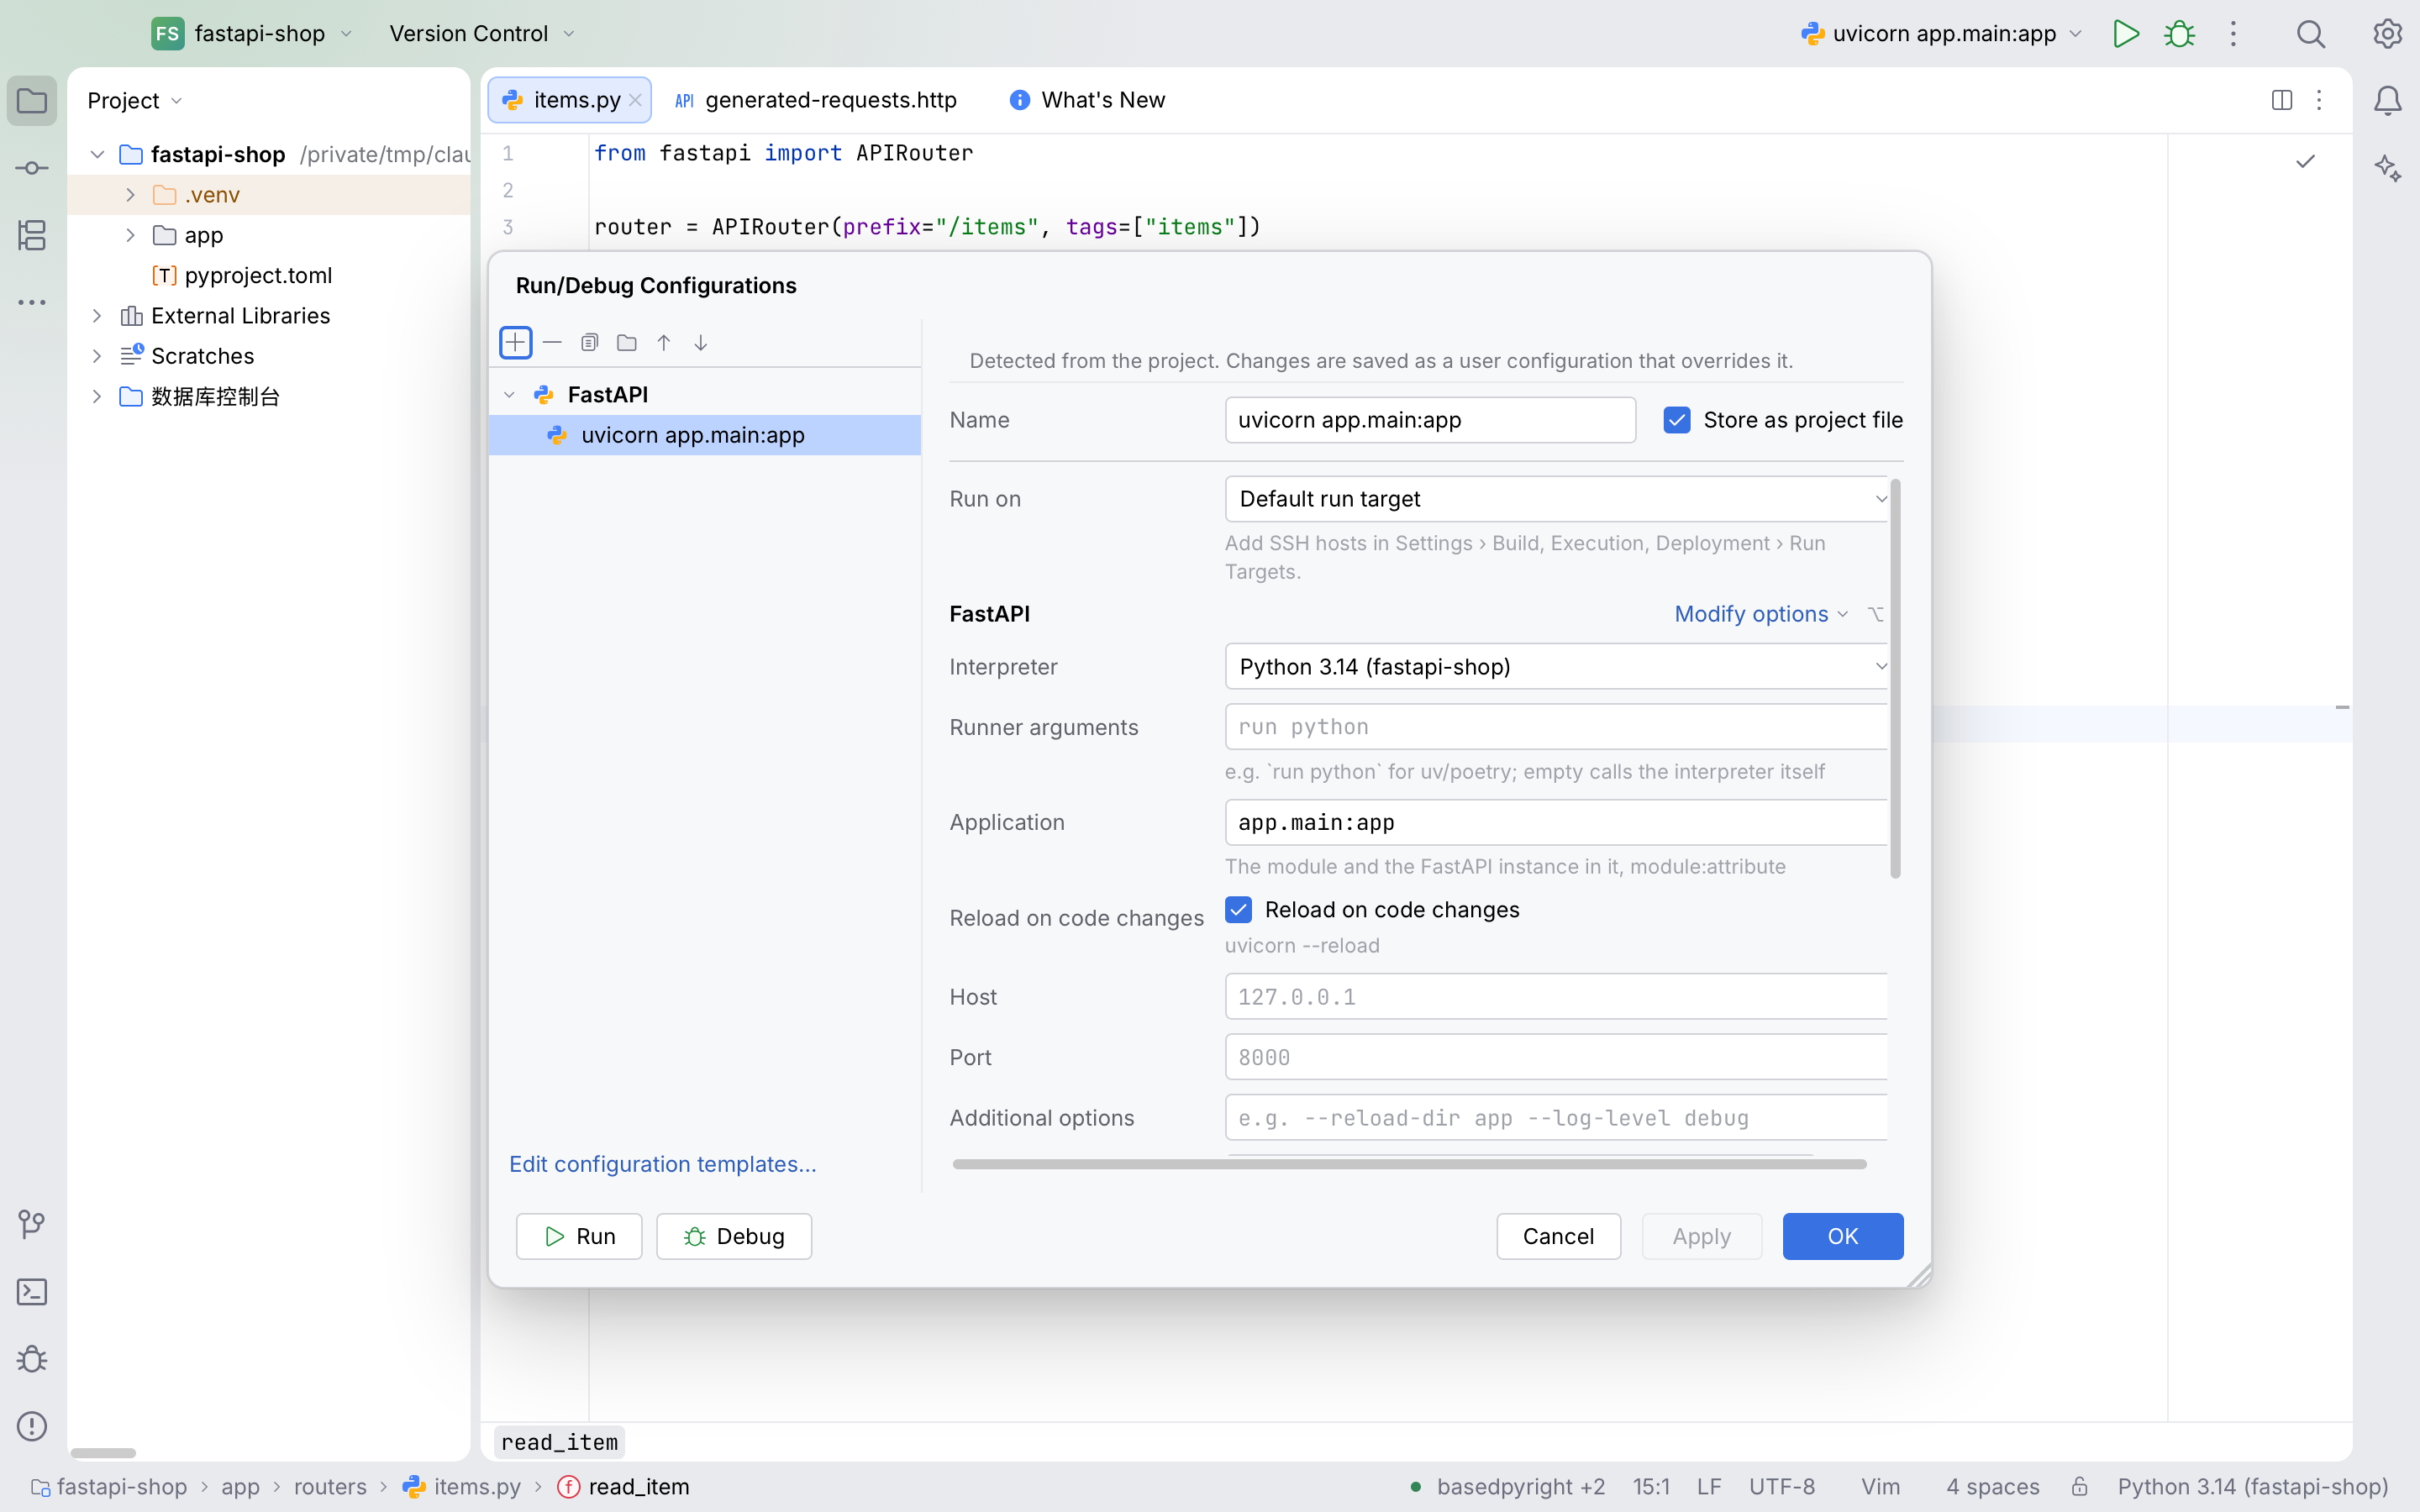 FS fastapi-shop Version Control uvicorn app.main:app
Project
items.py API generated-requests.http What's New
fastapi-shop /private/tmp/clau
.venv
app
pyproject.toml
External Libraries
Scratches
数据库控制台
1 from fastapi import APIRouter
2
3 router = APIRouter(prefix="/items", tags=["items"])
Run/Debug Configurations
FastAPI
uvicorn app.main:app
Edit configuration templates...
Detected from the project. Changes are saved as a user configuration that overrides it.
Name uvicorn app.main:app Store as project file
Run on Default run target
Add SSH hosts in Settings › Build, Execution, Deployment › Run
Targets.
FastAPI Modify options ⌥
Interpreter Python 3.14 (fastapi-shop)
Runner arguments run python
e.g. `run python` for uv/poetry; empty calls the interpreter itself
Application app.main:app
The module and the FastAPI instance in it, module:attribute
Reload on code changes Reload on code changes
uvicorn --reload
Host 127.0.0.1
Port 8000
Additional options e.g. --reload-dir app --log-level debug
Run Debug Cancel Apply OK
read_item
fastapi-shop › app › routers › items.py › read_item basedpyright +2 15:1 LF UTF-8 Vim 4 spaces Python 3.14 (fastapi-shop)